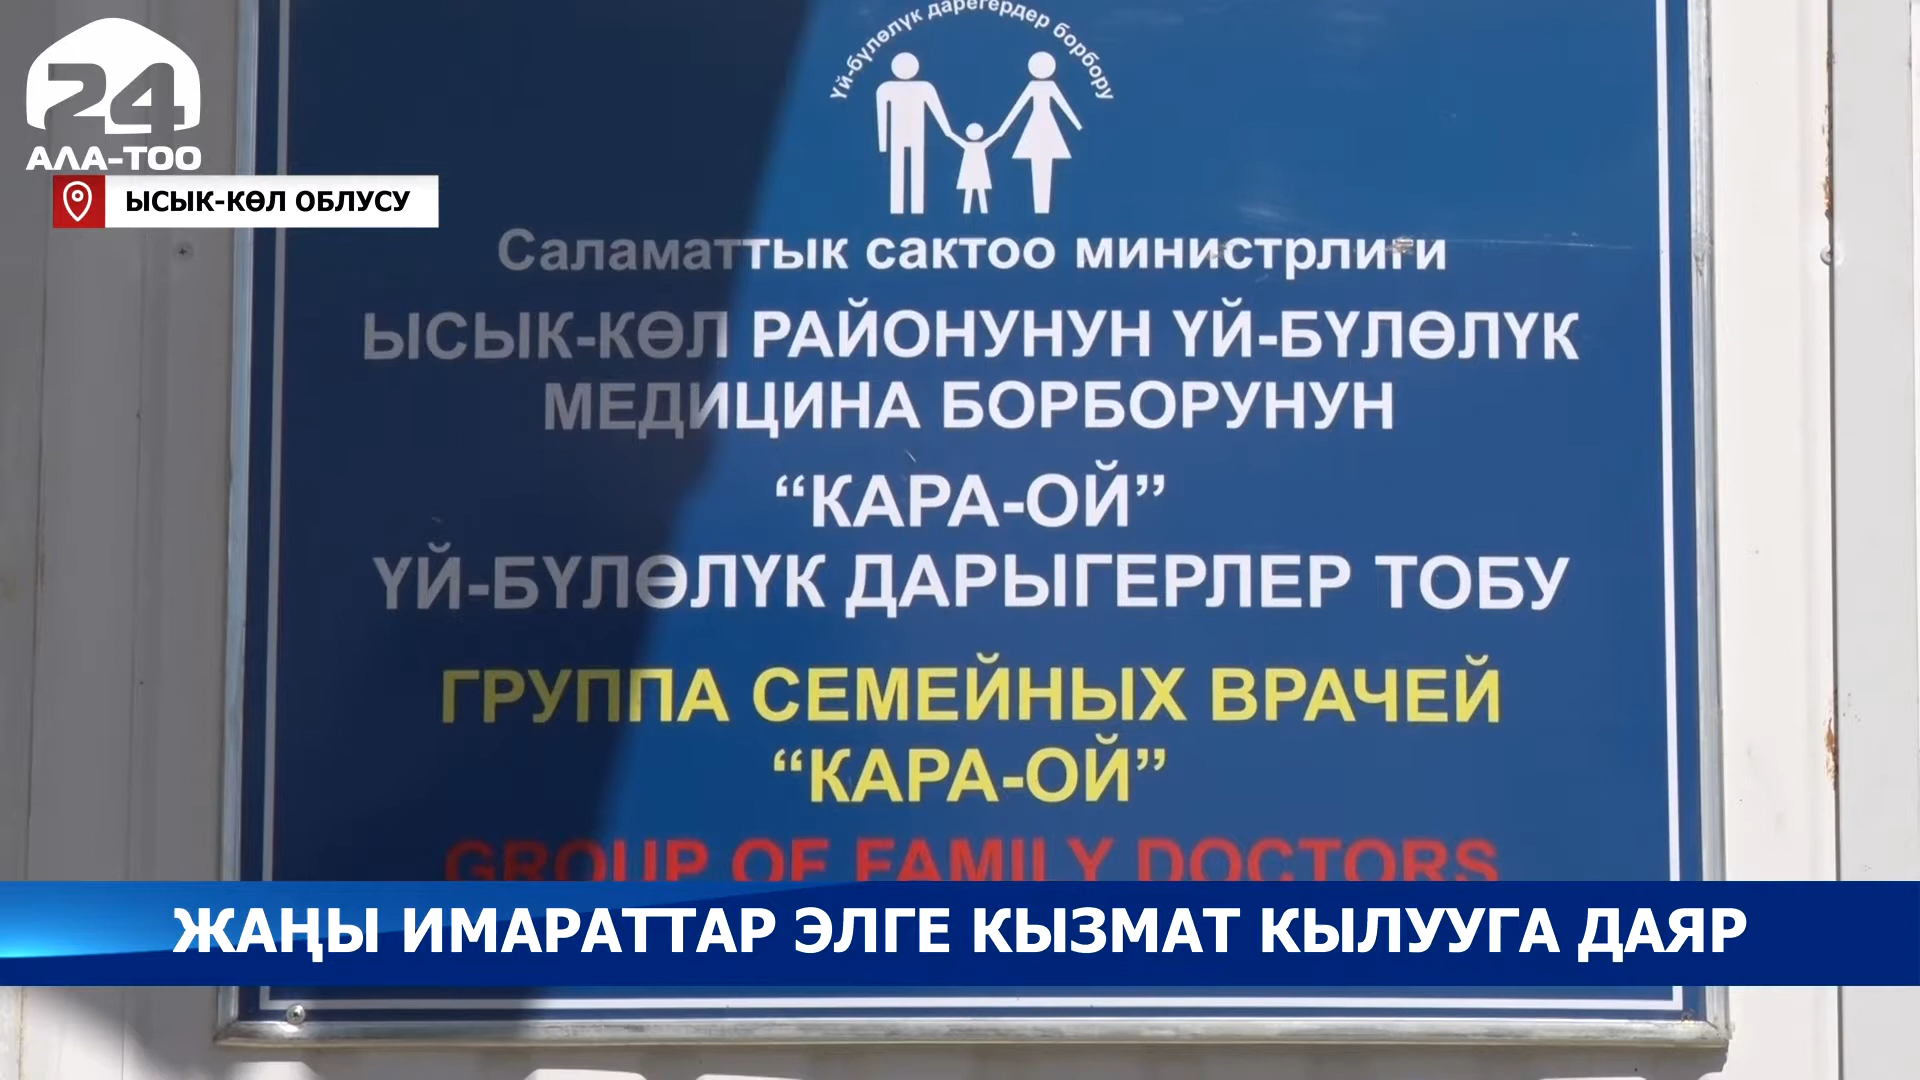 24
АЛА-ТОО
ЫСЫК-КӨЛ ОБЛУСУ
Үй-бүлөлүк дарегердер борбору
Саламаттык сактоо министрлиги
ЫСЫК-КӨЛ РАЙОНУНУН ҮЙ-БҮЛӨЛҮК
МЕДИЦИНА БОРБОРУНУН
“КАРА-ОЙ”
ҮЙ-БҮЛӨЛҮК ДАРЫГЕРЛЕР ТОБУ
ГРУППА СЕМЕЙНЫХ ВРАЧЕЙ
“КАРА-ОЙ”
GROUP OF FAMILY DOCTORS
ЖАҢЫ ИМАРАТТАР ЭЛГЕ КЫЗМАТ КЫЛУУГА ДАЯР